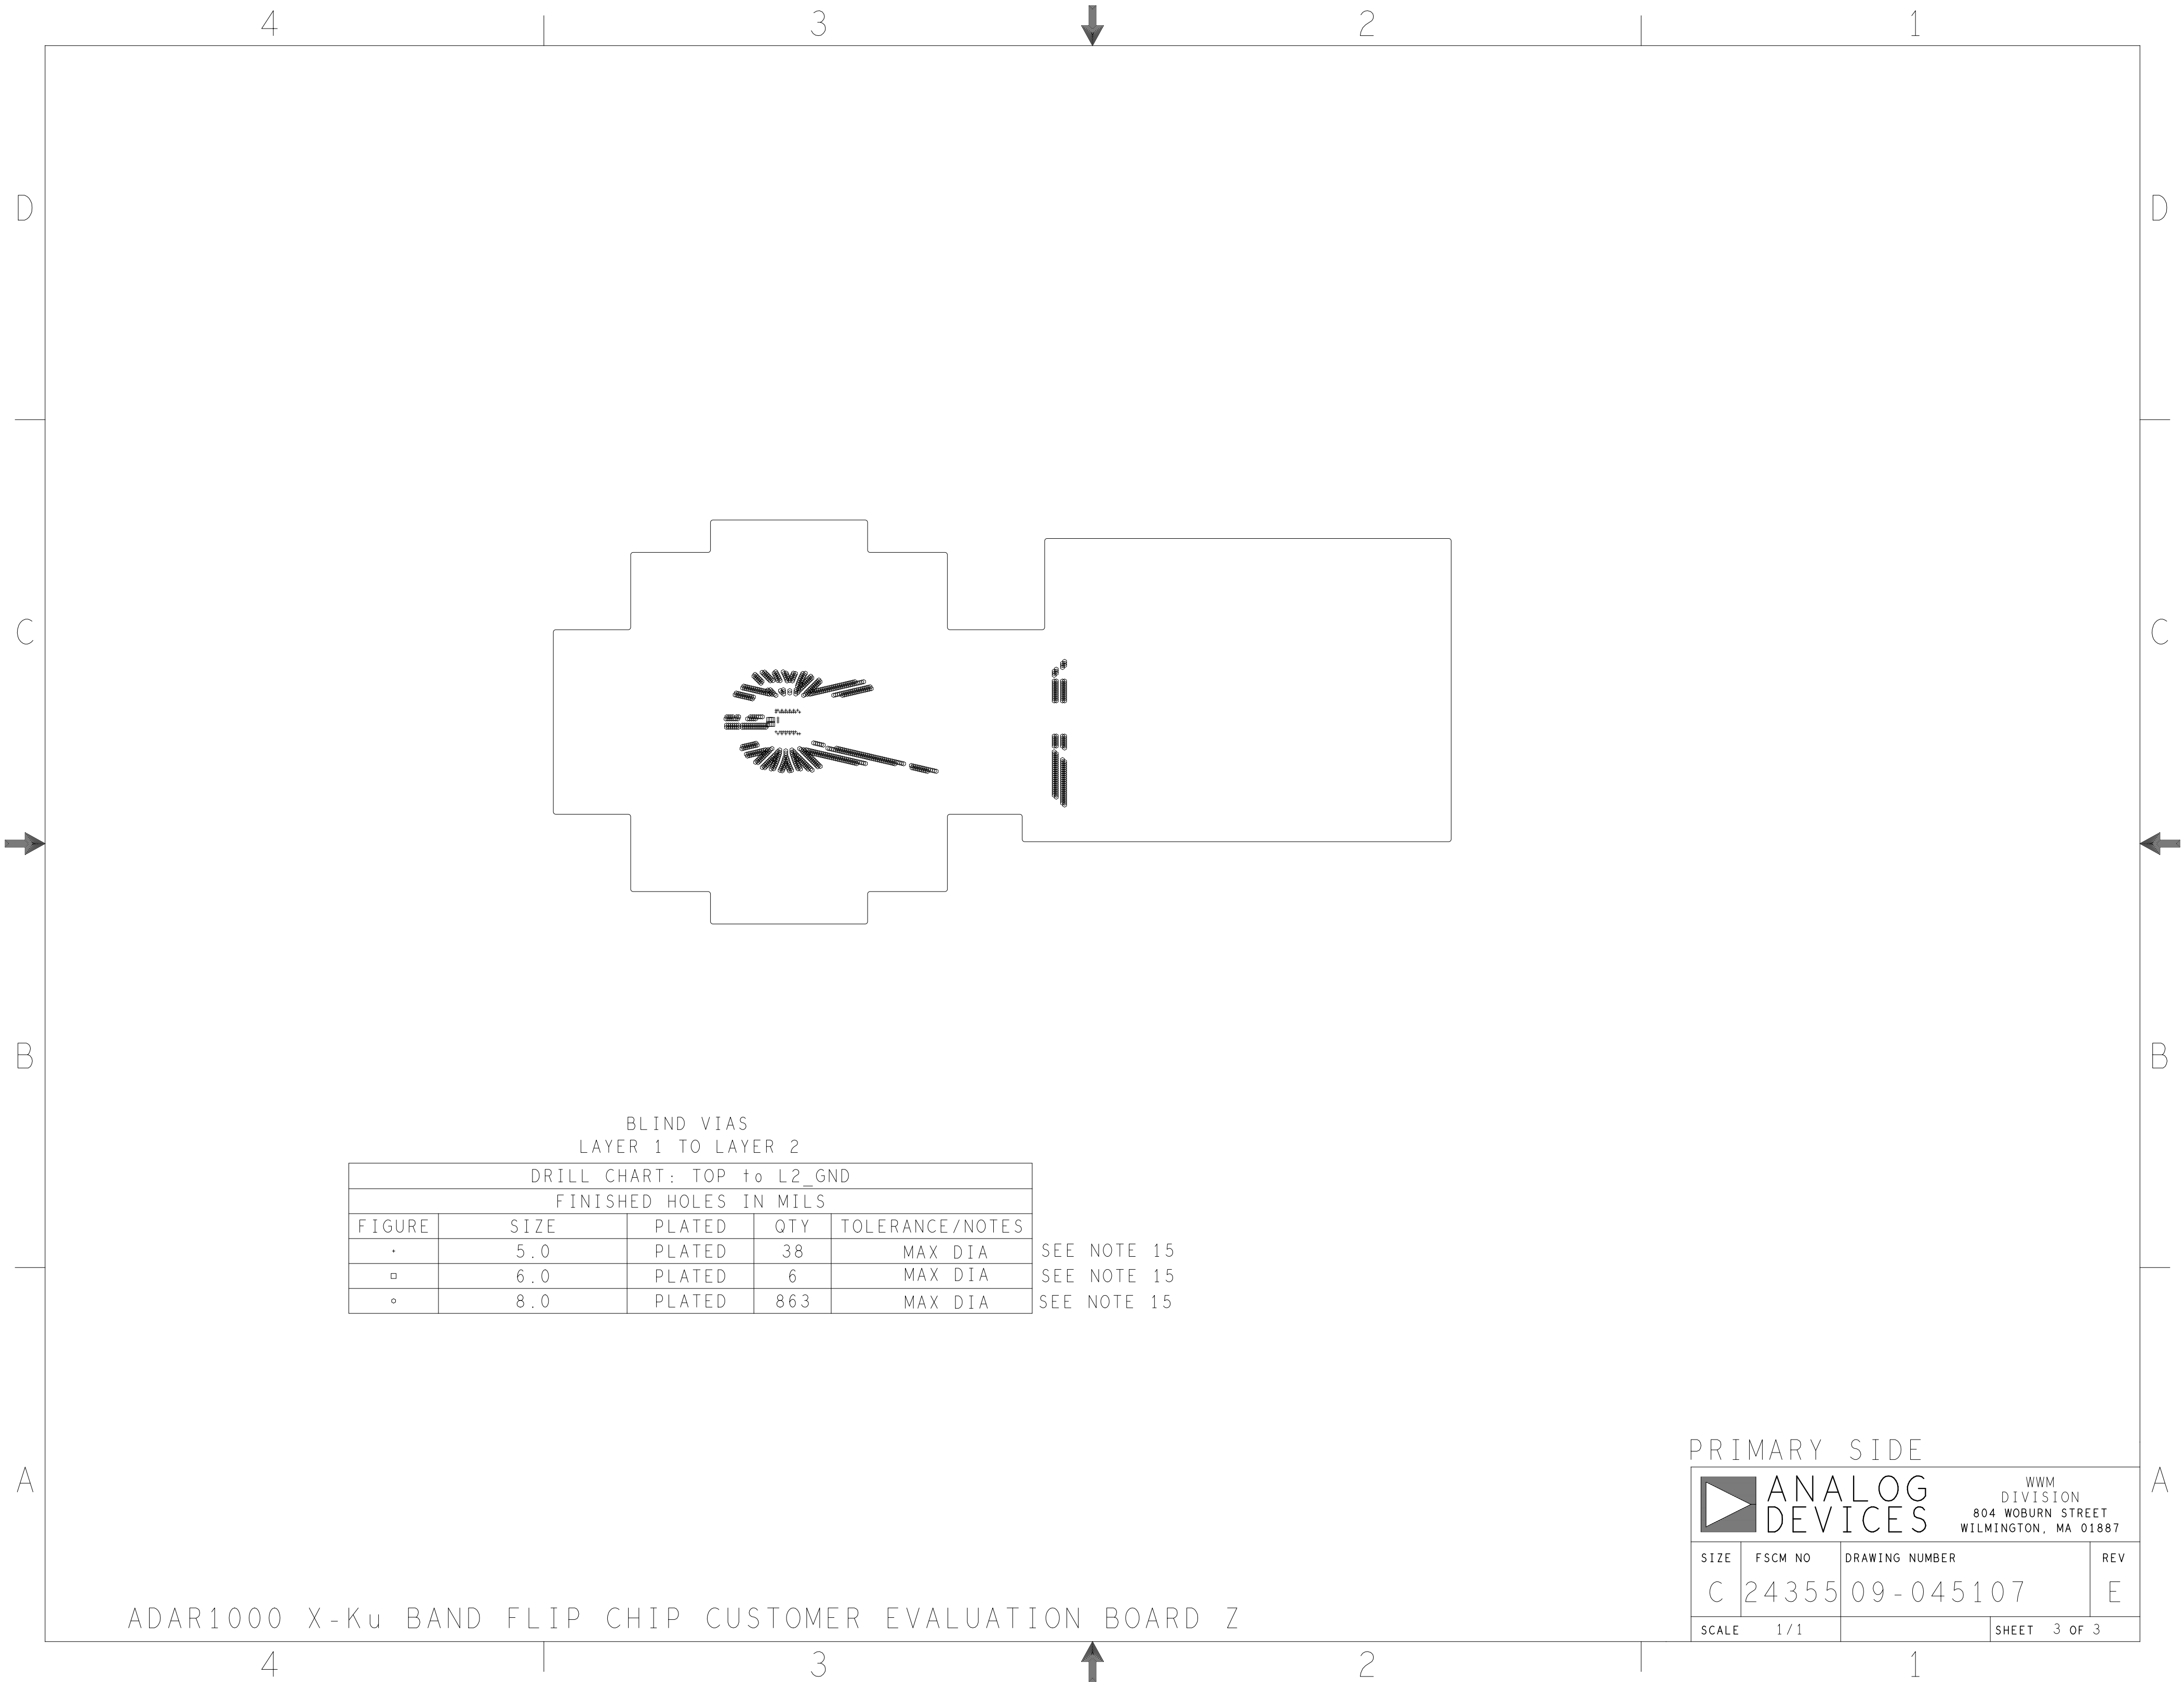 4 3 2 1
D D
C C
B B
A A
BLIND VIAS
LAYER 1 TO LAYER 2
DRILL CHART: TOP to L2_GND
FINISHED HOLES IN MILS
FIGURE SIZE PLATED QTY TOLERANCE/NOTES
5.0 PLATED 38 MAX DIA SEE NOTE 15
6.0 PLATED 6 MAX DIA SEE NOTE 15
8.0 PLATED 863 MAX DIA SEE NOTE 15
PRIMARY SIDE
ANALOG
DEVICES
WWM
DIVISION
804 WOBURN STREET
WILMINGTON, MA 01887
SIZE FSCM NO DRAWING NUMBER REV
C 24355 09-045107 E
SCALE 1/1 SHEET 3 OF 3
ADAR1000 X-Ku BAND FLIP CHIP CUSTOMER EVALUATION BOARD Z
4 3 2 1